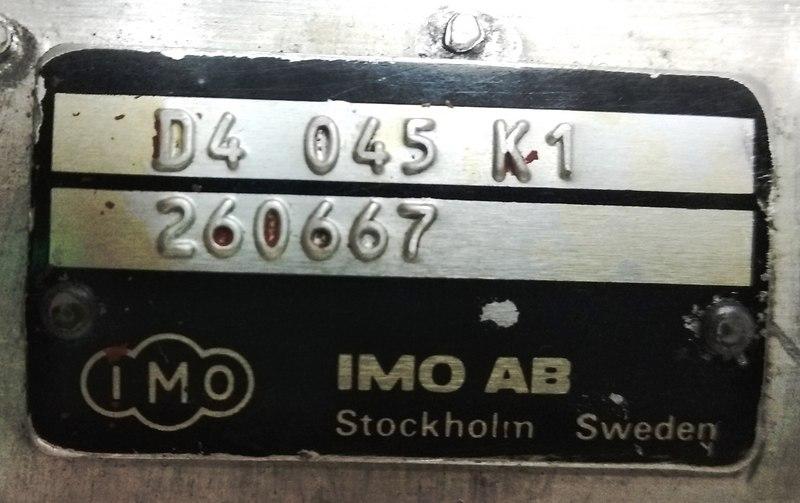 D4 045 K1
260667
IMO
IMO AB
Stockholm Sweden